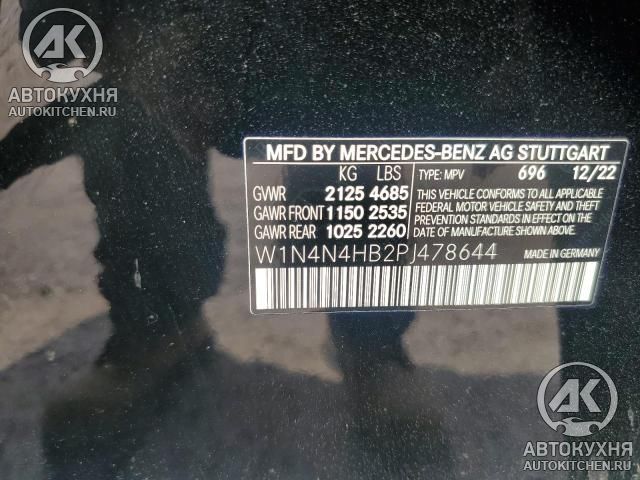 AK
АВТОКУХНЯ
AUTOKITCHEN.RU
MFD BY MERCEDES-BENZ AG STUTTGART
KG LBS TYPE: MPV 696 12/22
GVWR 2125 4685
GAWR FRONT 1150 2535
GAWR REAR 1025 2260
THIS VEHICLE CONFORMS TO ALL APPLICABLE
FEDERAL MOTOR VEHICLE SAFETY AND THEFT
PREVENTION STANDARDS IN EFFECT ON THE
DATE OF MANUFACTURE SHOWN ABOVE.
W1N4N4HB2PJ478644 MADE IN GERMANY
AK
АВТОКУХНЯ
AUTOKITCHEN.RU